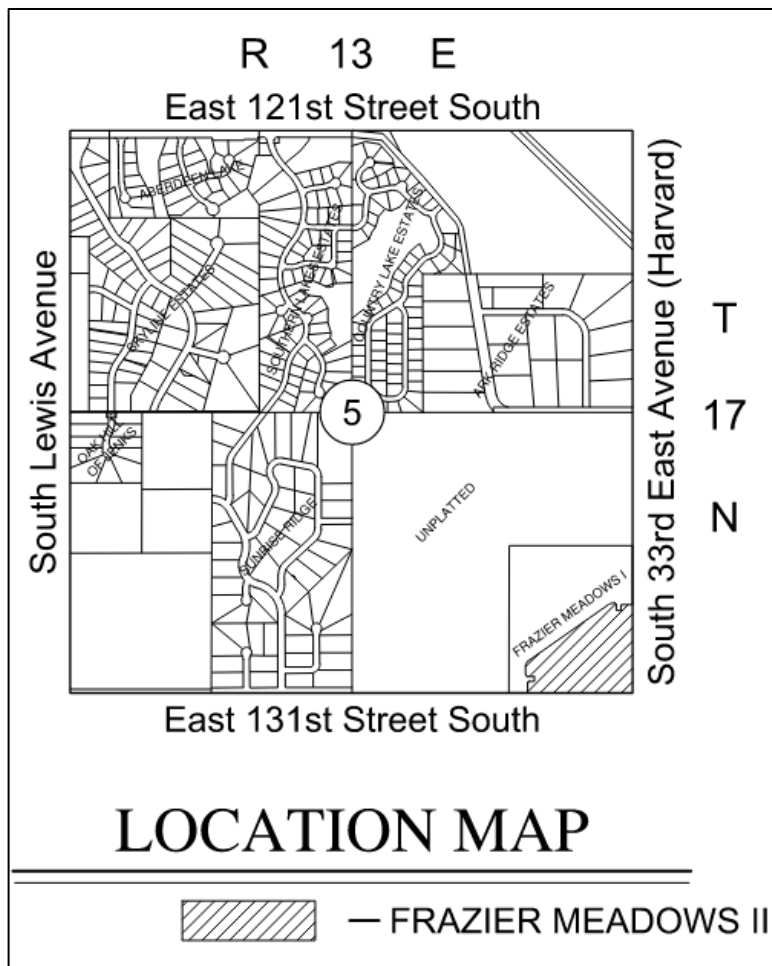 R 13 E
East 121st Street South
South Lewis Avenue
South 33rd East Avenue (Harvard)
T
17
N
ABERDEEN LAKE
SKYLINE ESTATES
SOUTHERN LAKES ESTATES
COUNTRY LAKE ESTATES
ARK RIDGE ESTATES
5
OAK HILL
OF JENKS
SUNRISE RIDGE
UNPLATTED
FRAZIER MEADOWS I
East 131st Street South
LOCATION MAP
— FRAZIER MEADOWS II